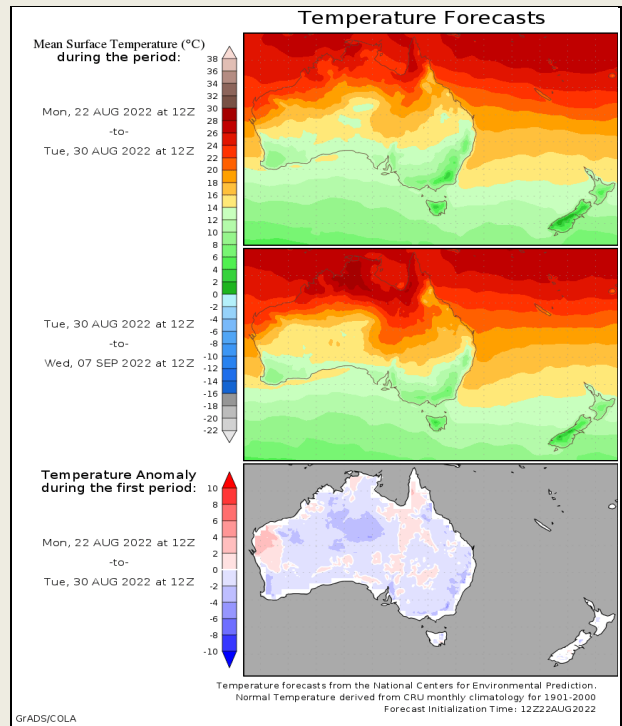 Temperature Forecasts
Mean Surface Temperature (°C)
during the period:
Mon, 22 AUG 2022 at 12Z
-to-
Tue, 30 AUG 2022 at 12Z
38
36
34
32
30
28
26
24
22
20
18
16
14
12
10
8
6
4
2
0
-2
-4
-6
-8
-10
-12
-14
-16
-18
-20
-22
Tue, 30 AUG 2022 at 12Z
-to-
Wed, 07 SEP 2022 at 12Z
Temperature Anomaly
during the first period:
Mon, 22 AUG 2022 at 12Z
-to-
Tue, 30 AUG 2022 at 12Z
10
8
6
4
2
0
-2
-4
-6
-8
-10
Temperature forecasts from the National Centers for Environmental Prediction.
Normal Temperature derived from CRU monthly climatology for 1901-2000
Forecast Initialization Time: 12Z22AUG2022
GrADS/COLA